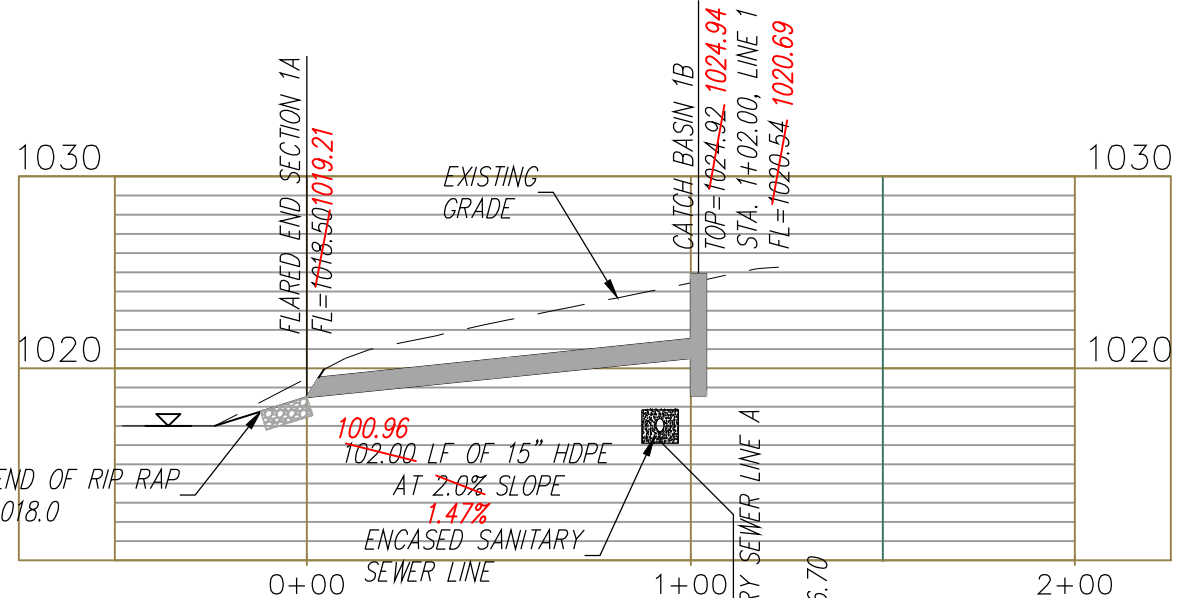 FLARED END SECTION 1A
FL=1018.50 1019.21
CATCH BASIN 1B
TOP=1024.92 1024.94
STA. 1+02.00, LINE 1
FL=1020.54 1020.69
1030
1030
EXISTING
GRADE
1020
1020
100.96
102.00 LF OF 15" HDPE
AT 2.0% SLOPE
1.47%
END OF RIP RAP
018.0
ENCASED SANITARY
SEWER LINE
RY SEWER LINE A
6.70
0+00
1+00
2+00